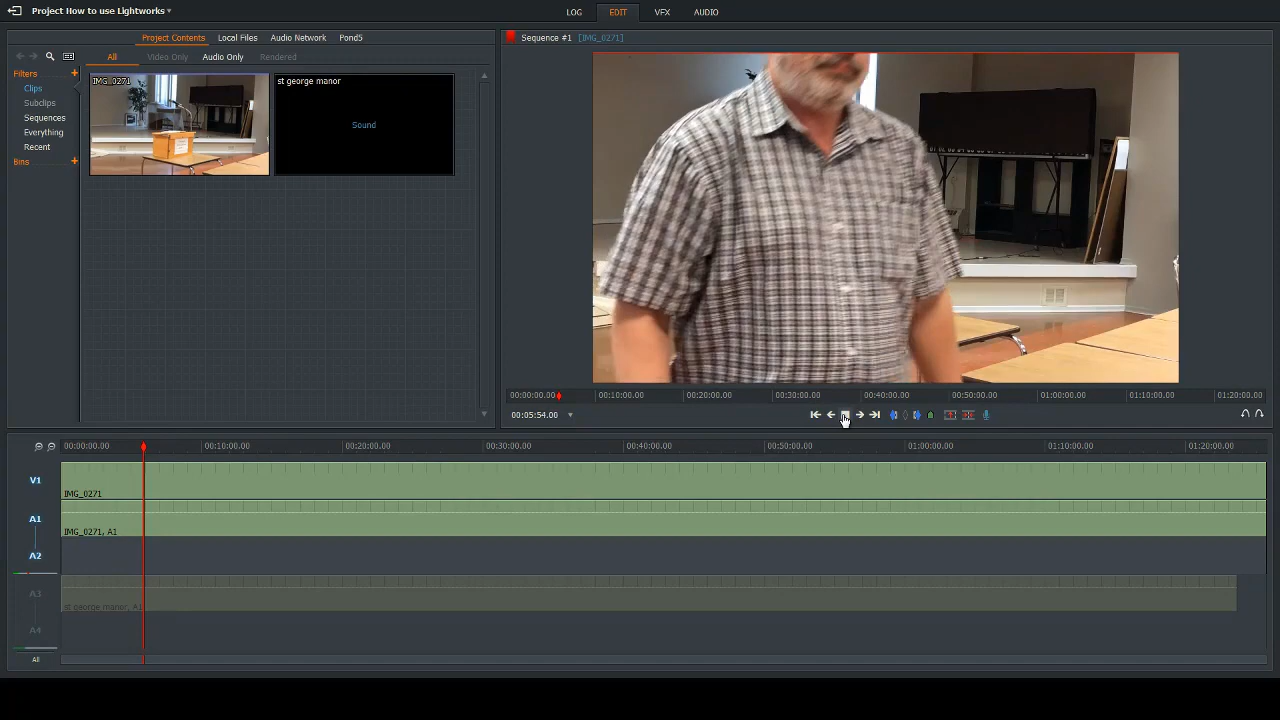 Project How to use Lightworks
LOG EDIT VFX AUDIO
Project Contents Local Files Audio Network Pond5
All Video Only Audio Only Rendered
Filters +
Clips
Subclips
Sequences
Everything
Recent
Bins +
IMG_0271
st george manor
Sound
Sequence #1 [IMG_0271]
00:00:00.00 00:10:00.00 00:20:00.00 00:30:00.00 00:40:00.00 00:50:00.00 01:00:00.00 01:10:00.00 01:20:00.00
00:05:54.00
00:00:00.00 00:10:00.00 00:20:00.00 00:30:00.00 00:40:00.00 00:50:00.00 01:00:00.00 01:10:00.00 01:20:00.00
V1
IMG_0271
A1
IMG_0271, A1
A2
A3
st george manor, A1
A4
All